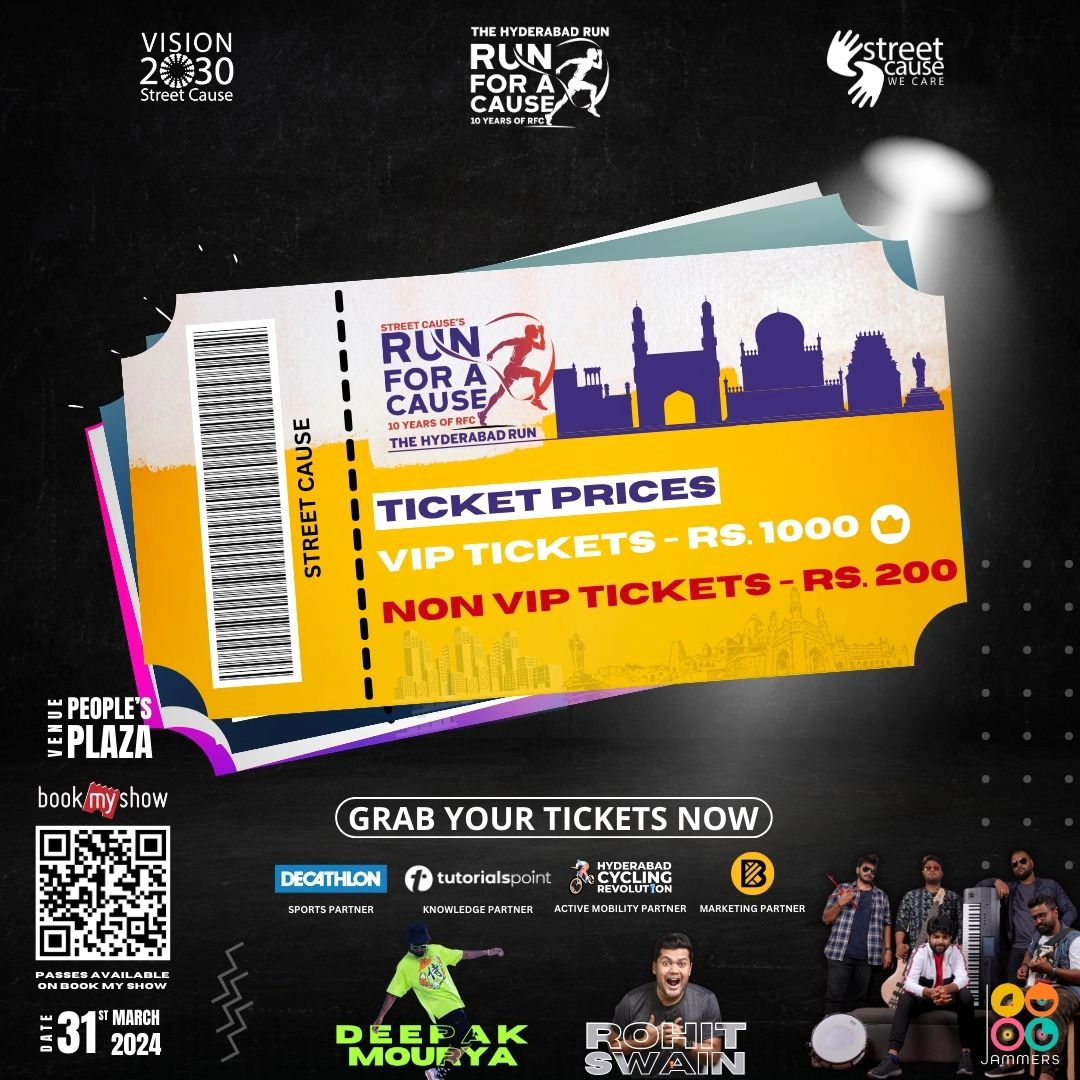 VISION
2030
Street Cause
THE HYDERABAD RUN
RUN
FOR A
CAUSE
10 YEARS OF RFC
street
cause
WE CARE
STREET CAUSE
STREET CAUSE'S
RUN
FOR A
CAUSE
10 YEARS OF RFC
THE HYDERABAD RUN
TICKET PRICES
VIP TICKETS - RS. 1000
NON VIP TICKETS - RS. 200
VENUE
PEOPLE'S
PLAZA
book my show
PASSES AVAILABLE
ON BOOK MY SHOW
DATE
31ST MARCH
2024
GRAB YOUR TICKETS NOW
DECATHLON
SPORTS PARTNER
tutorialspoint
KNOWLEDGE PARTNER
HYDERABAD
CYCLING
REVOLUTION
ACTIVE MOBILITY PARTNER
B
MARKETING PARTNER
DEEPAK
MOURYA
ROHIT
SWAIN
JAMMERS